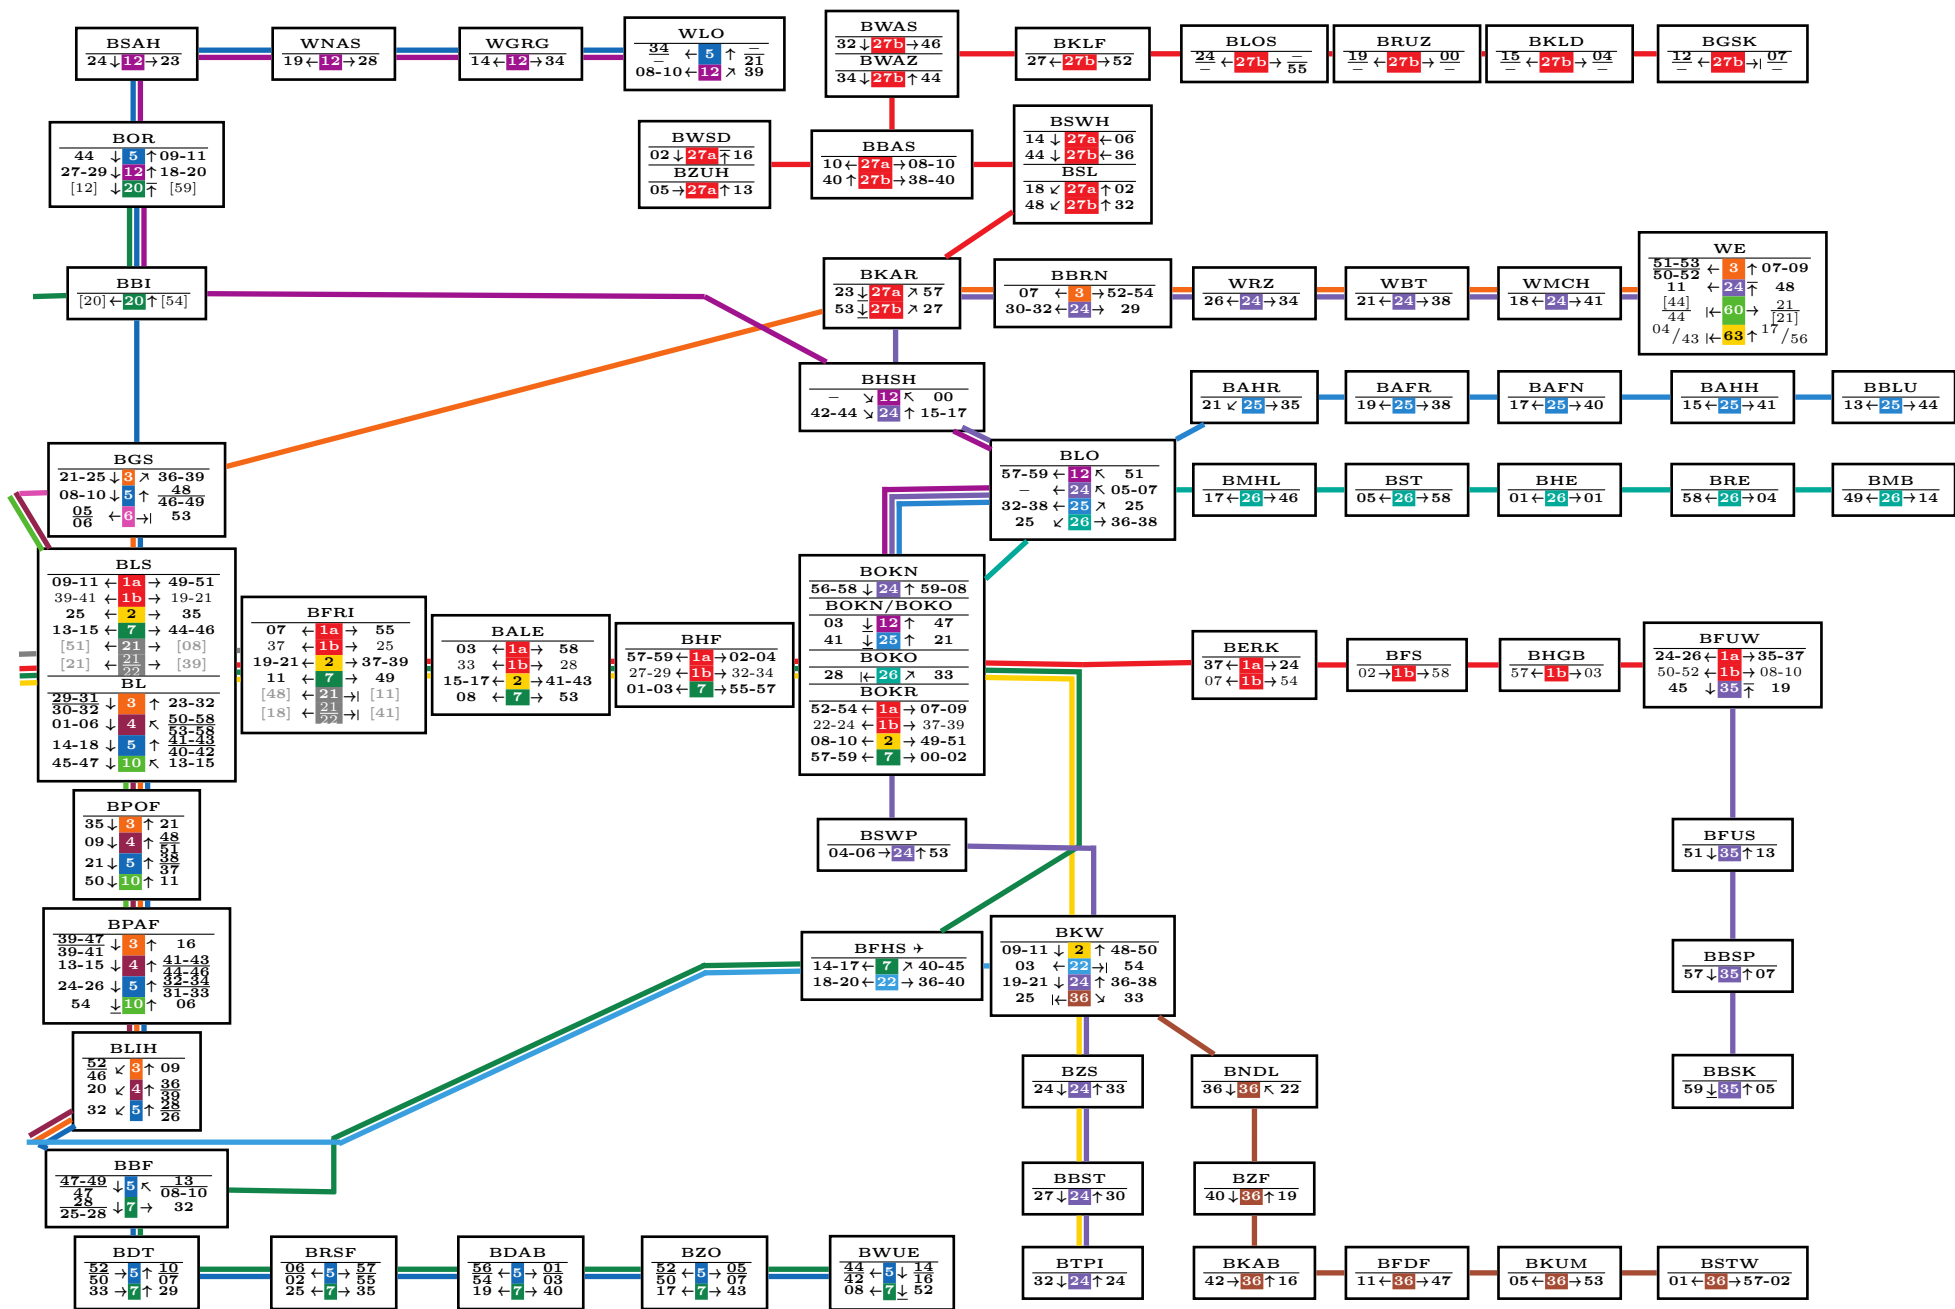 BSAH
24 ↓ 12 → 23
WNAS
19 ← 12 → 28
WGRG
14 ← 12 → 34
WLO
34/– ← 5 ↑ –/21
08-10 ← 12 ↗ 39
BWAS
32 ↓ 27b → 46
BWAZ
34 ↓ 27b ↑ 44
BKLF
27 ← 27b → 52
BLOS
24/– ← 27b → –/55
BRUZ
19/– ← 27b → 00/–
BKLD
15/– ← 27b → 04/–
BGSK
12/– ← 27b →| 07/–
BOR
44 ↓ 5 ↑ 09-11
27-29 ↓ 12 ↑ 18-20
[12] ↓ 20 ↑ [59]
BWSD
02 ↓ 27a ↑ 16
BZUH
05 → 27a ↑ 13
BBAS
10 ← 27a → 08-10
40 ↑ 27b → 38-40
BSWH
14 ↓ 27a ← 06
44 ↓ 27b ← 36
BSL
18 ↙ 27a ↑ 02
48 ↙ 27b ↑ 32
BBI
[20] ← 20 ↑ [54]
BKAR
23 ↓ 27a ↗ 57
53 ↓ 27b ↗ 27
BBRN
07 ← 3 → 52-54
30-32 ← 24 → 29
WRZ
26 ← 24 → 34
WBT
21 ← 24 → 38
WMCH
18 ← 24 → 41
WE
51-53/50-52 ← 3 ↑ 07-09
11 ← 24 ↑ 48
[44]/44 |← 60 → 21/[21]
04/43 |← 63 ↑ 17/56
BHSH
– ↘ 12 ↖ 00
42-44 ↘ 24 ↑ 15-17
BAHR
21 ↙ 25 → 35
BAFR
19 ← 25 → 38
BAFN
17 ← 25 → 40
BAHH
15 ← 25 → 41
BBLU
13 ← 25 → 44
BGS
21-25 ↓ 3 ↗ 36-39
08-10 ↓ 5 ↑ 48/46-49
05/06 ← 6 →| 53
BLO
57-59 ← 12 ↖ 51
– ← 24 ↖ 05-07
32-38 ← 25 ↗ 25
25 ↙ 26 → 36-38
BMHL
17 ← 26 → 46
BST
05 ← 26 → 58
BHE
01 ← 26 → 01
BRE
58 ← 26 → 04
BMB
49 ← 26 → 14
BLS
09-11 ← 1a → 49-51
39-41 ← 1b → 19-21
25 ← 2 → 35
13-15 ← 7 → 44-46
[51] ← 21 → [08]
[21] ← 21/22 → [39]
BL
29-31/30-32 ↓ 3 ↑ 23-32
01-06 ↓ 4 ↖ 50-58/53-58
14-18 ↓ 5 ↑ 41-43/40-42
45-47 ↓ 10 ↖ 13-15
BFRI
07 ← 1a → 55
37 ← 1b → 25
19-21 ← 2 → 37-39
11 ← 7 → 49
[48] ← 21 →| [11]
[18] ← 21/22 →| [41]
BALE
03 ← 1a → 58
33 ← 1b → 28
15-17 ← 2 → 41-43
08 ← 7 → 53
BHF
57-59 ← 1a → 02-04
27-29 ← 1b → 32-34
01-03 ← 7 → 55-57
BOKN
56-58 ↓ 24 ↑ 59-08
BOKN/BOKO
03 ↓ 12 ↑ 47
41 ↓ 25 ↑ 21
BOKO
28 |← 26 ↗ 33
BOKR
52-54 ← 1a → 07-09
22-24 ← 1b → 37-39
08-10 ← 2 → 49-51
57-59 ← 7 → 00-02
BERK
37 ← 1a → 24
07 ← 1b → 54
BFS
02 → 1b → 58
BHGB
57 ← 1b → 03
BFUW
24-26 ← 1a → 35-37
50-52 ← 1b → 08-10
45 ↓ 35 ↑ 19
BPOF
35 ↓ 3 ↑ 21
09 ↓ 4 ↑ 48/51
21 ↓ 5 ↑ 38/37
50 ↓ 10 ↑ 11
BSWP
04-06 → 24 ↑ 53
BFUS
51 ↓ 35 ↑ 13
BPAF
39-47/39-41 ↓ 3 ↑ 16
13-15 ↓ 4 ↑ 41-43/44-46
24-26 ↓ 5 ↑ 32-34/31-33
54 ↓ 10 ↑ 06
BFHS ✈
14-17 ← 7 ↗ 40-45
18-20 ← 22 → 36-40
BKW
09-11 ↓ 2 ↑ 48-50
03 ← 22 →| 54
19-21 ↓ 24 ↑ 36-38
25 |← 36 ↘ 33
BBSP
57 ↓ 35 ↑ 07
BLIH
52/46 ↙ 3 ↑ 09
20 ↙ 4 ↑ 36/39
32 ↙ 5 ↑ 28/26
BZS
24 ↓ 24 ↑ 33
BNDL
36 ↓ 36 ↖ 22
BBSK
59 ↓ 35 ↑ 05
BBF
47-49/47 ↓ 5 ↖ 13/08-10
28/25-28 ↓ 7 → 32
BBST
27 ↓ 24 ↑ 30
BZF
40 ↓ 36 ↑ 19
BDT
52/50 → 5 ↑ 10/07
33 → 7 ↑ 29
BRSF
06/02 ← 5 → 57/55
25 ← 7 → 35
BDAB
56/54 ← 5 → 01/03
19 ← 7 → 40
BZO
52/50 ← 5 → 05/07
17 ← 7 → 43
BWUE
44/42 ← 5 ↓ 14/16
08 ← 7 ↓ 52
BTPI
32 ↓ 24 ↑ 24
BKAB
42 → 36 ↑ 16
BFDF
11 ← 36 → 47
BKUM
05 ← 36 → 53
BSTW
01 ← 36 → 57-02